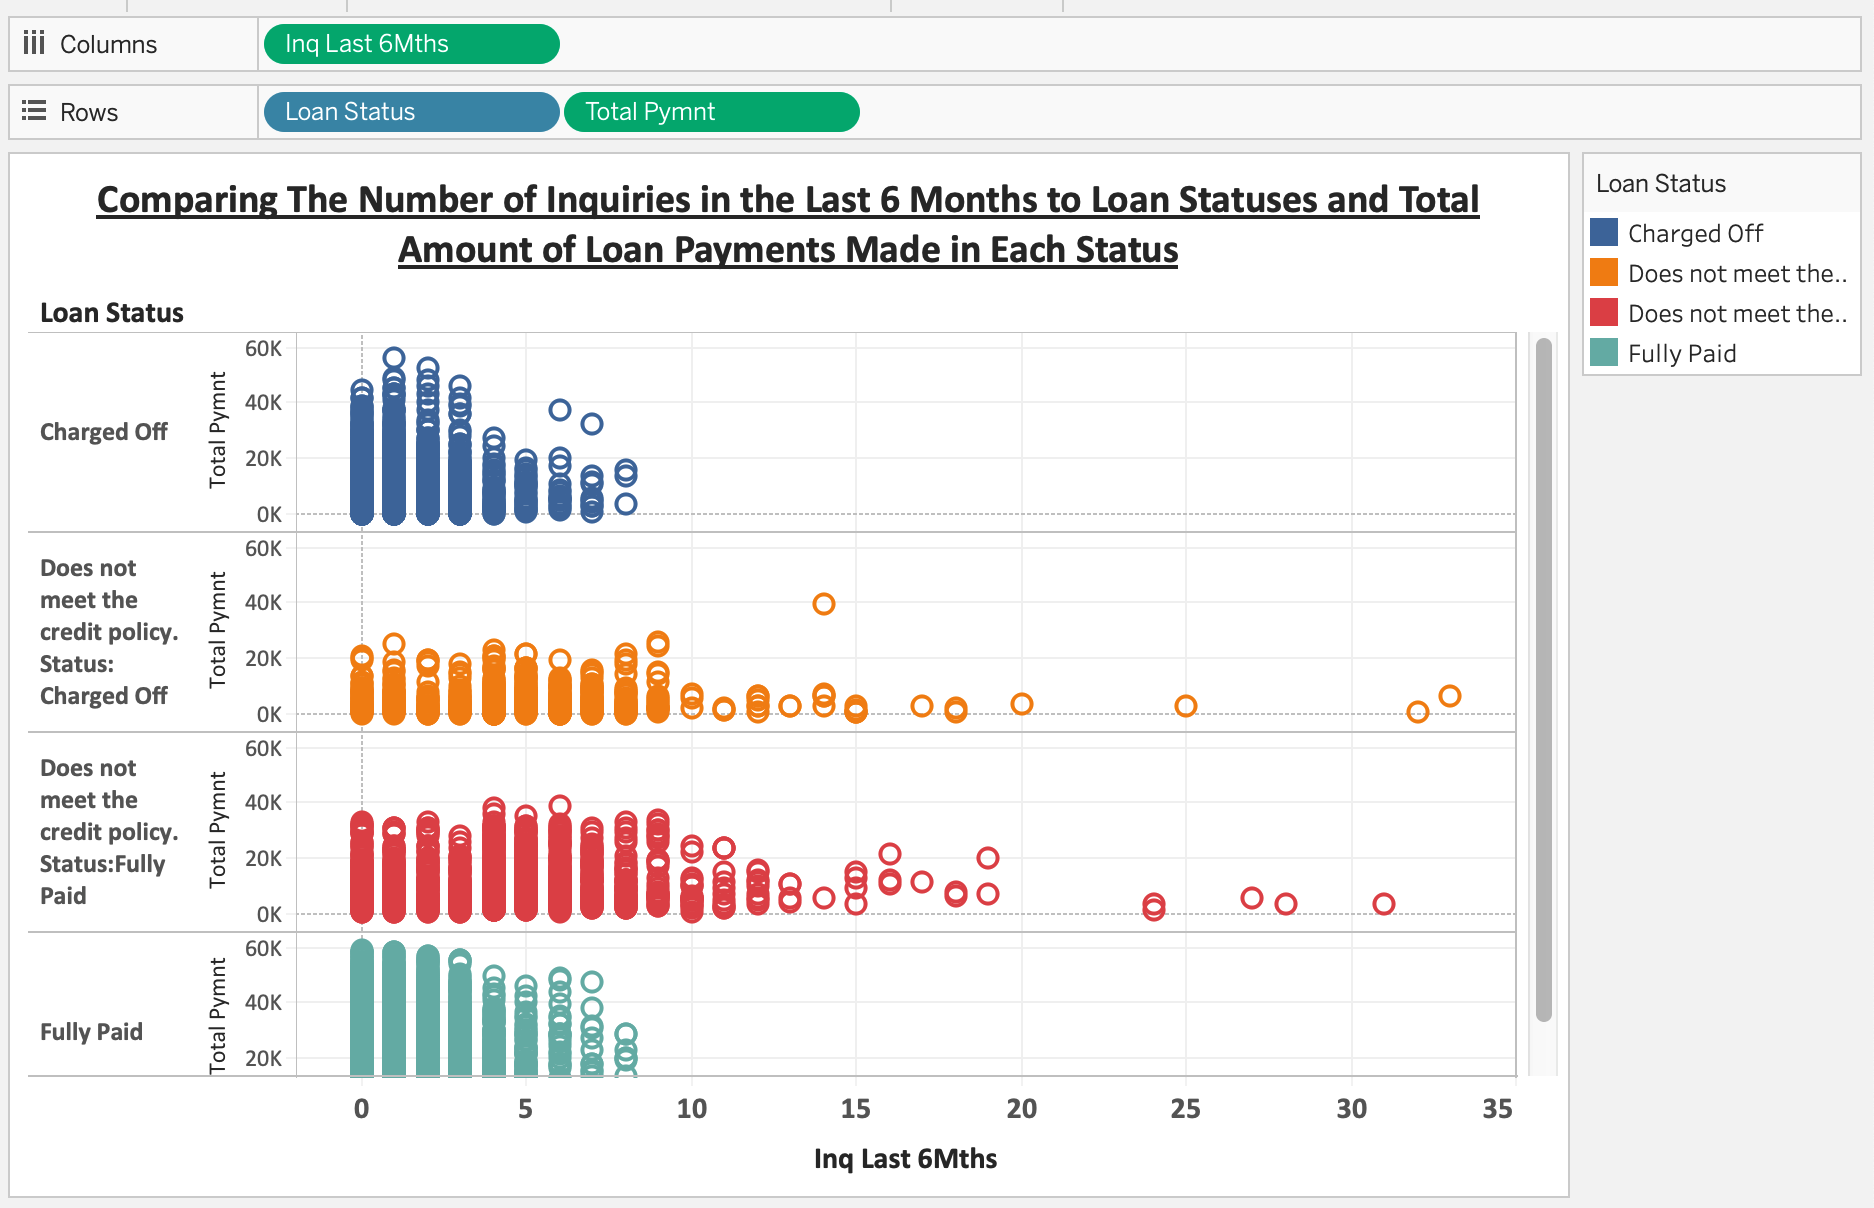 Columns
Inq Last 6Mths
Rows
Loan Status
Total Pymnt
Comparing The Number of Inquiries in the Last 6 Months to Loan Statuses and Total
Amount of Loan Payments Made in Each Status
Loan Status
Charged Off
Total Pymnt
60K
40K
20K
0K
Does not
meet the
credit policy.
Status:
Charged Off
Total Pymnt
60K
40K
20K
0K
Does not
meet the
credit policy.
Status:Fully
Paid
Total Pymnt
60K
40K
20K
0K
Fully Paid
Total Pymnt
60K
40K
20K
0 5 10 15 20 25 30 35
Inq Last 6Mths
Loan Status
Charged Off
Does not meet the..
Does not meet the..
Fully Paid